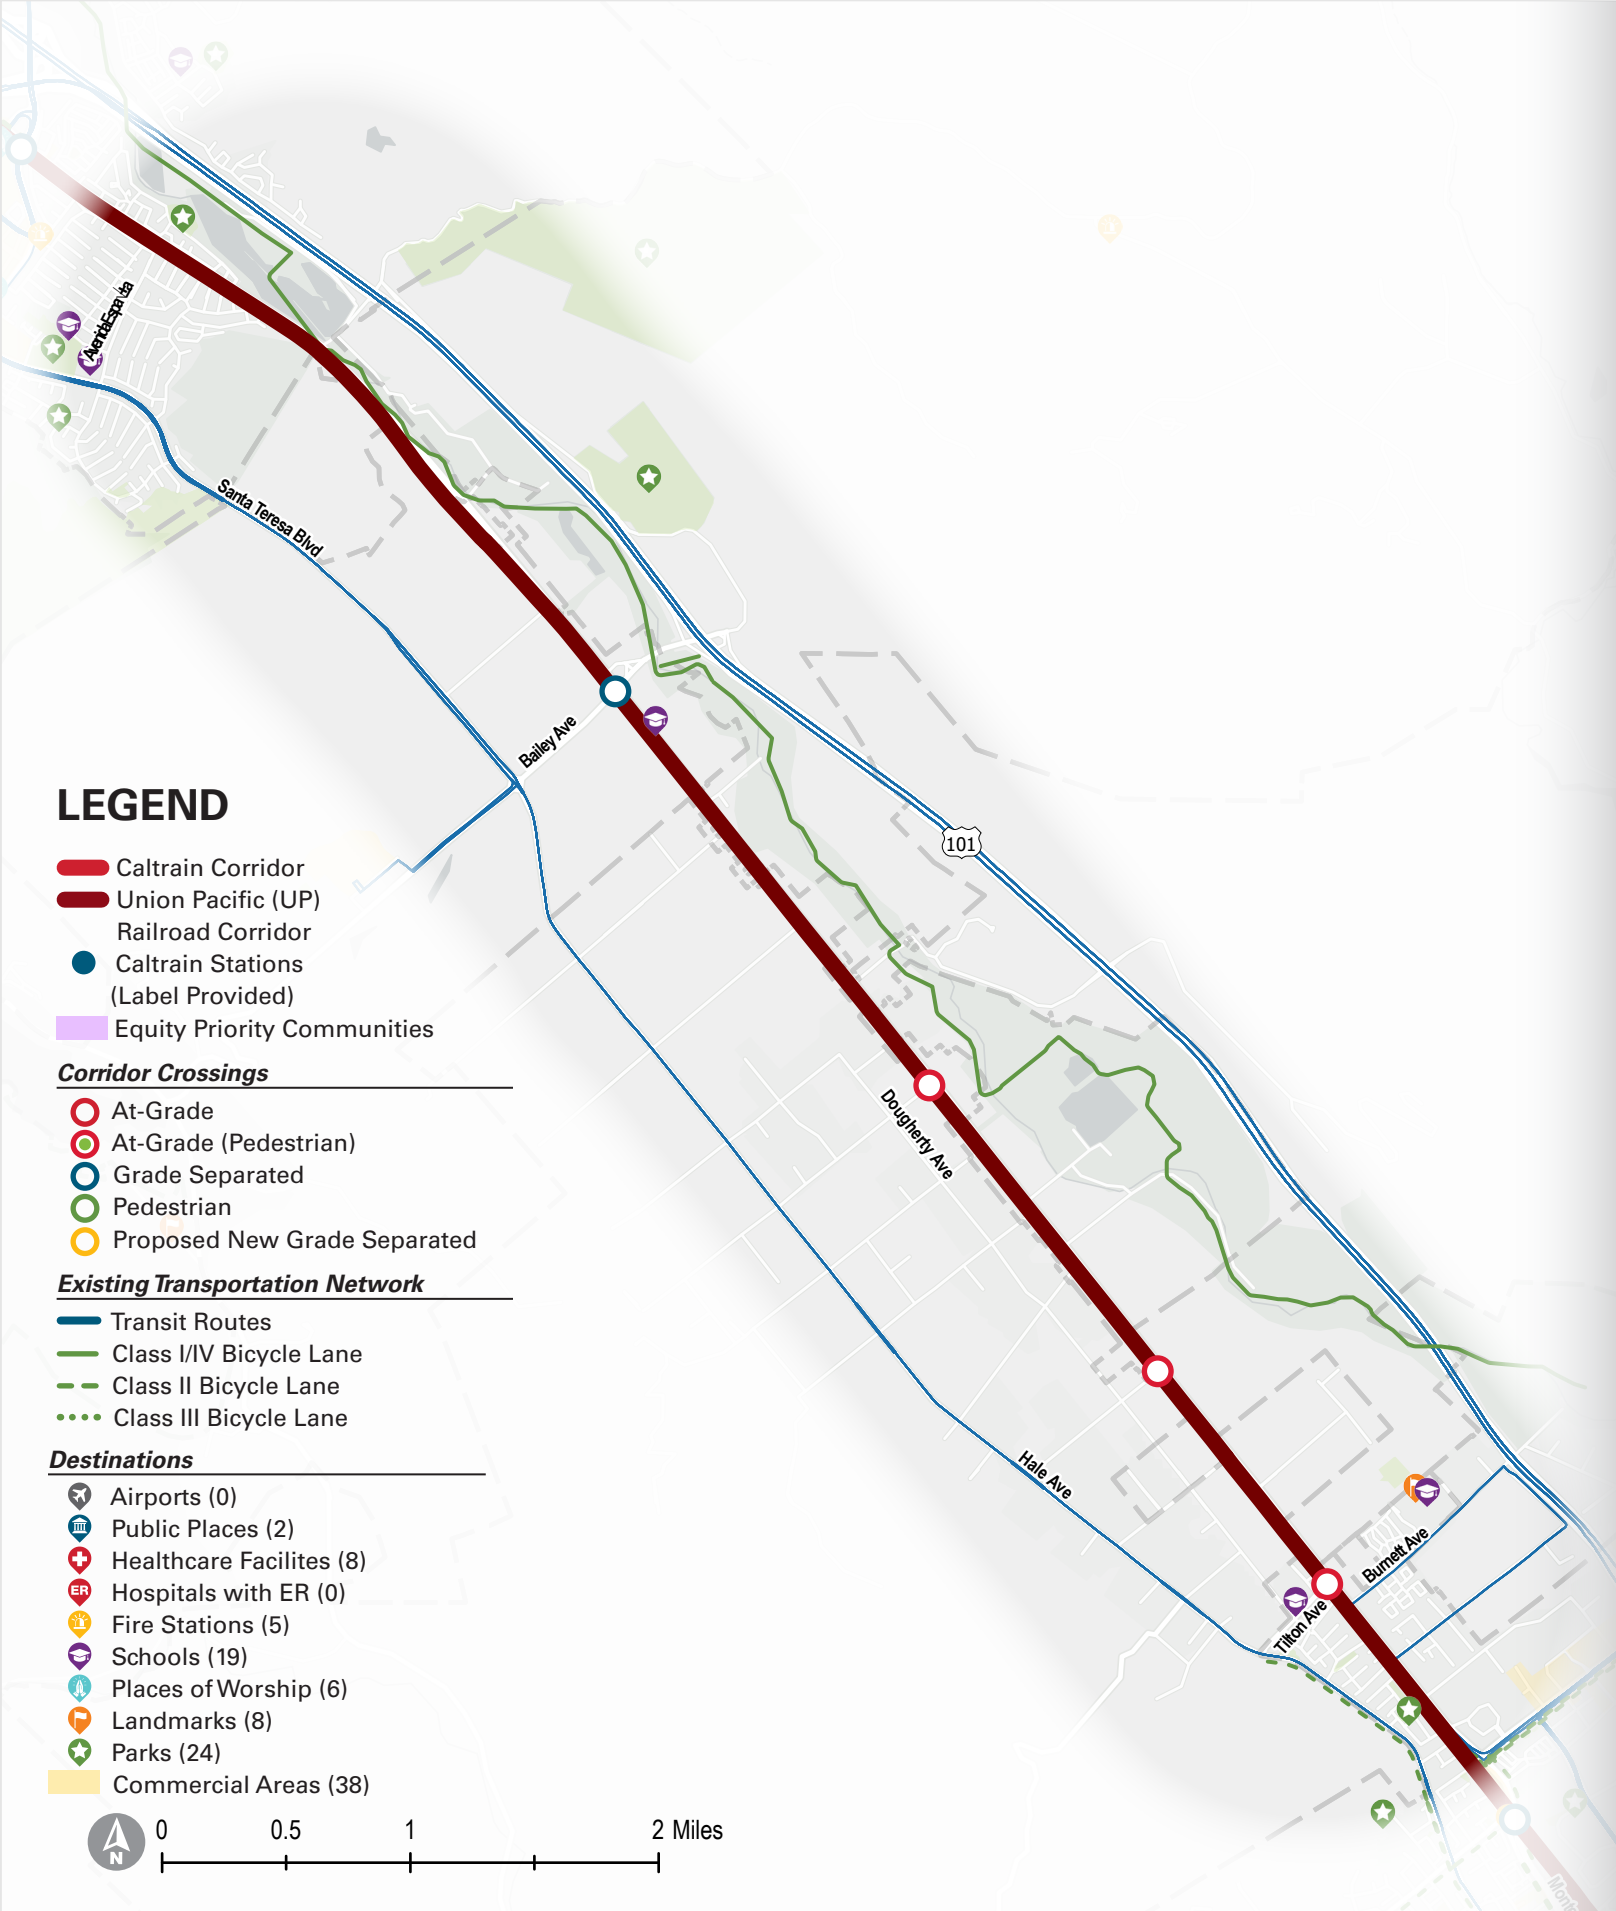 Avenida Espana
Santa Teresa Blvd
Bailey Ave
101
Dougherty Ave
Hale Ave
Burnett Ave
Tilton Ave
LEGEND
Caltrain Corridor
Union Pacific (UP)
Railroad Corridor
Caltrain Stations
(Label Provided)
Equity Priority Communities
Corridor Crossings
At-Grade
At-Grade (Pedestrian)
Grade Separated
Pedestrian
Proposed New Grade Separated
Existing Transportation Network
Transit Routes
Class I/IV Bicycle Lane
Class II Bicycle Lane
Class III Bicycle Lane
Destinations
Airports (0)
Public Places (2)
Healthcare Facilites (8)
ER Hospitals with ER (0)
Fire Stations (5)
Schools (19)
Places of Worship (6)
Landmarks (8)
Parks (24)
Commercial Areas (38)
N
0 0.5 1 2 Miles